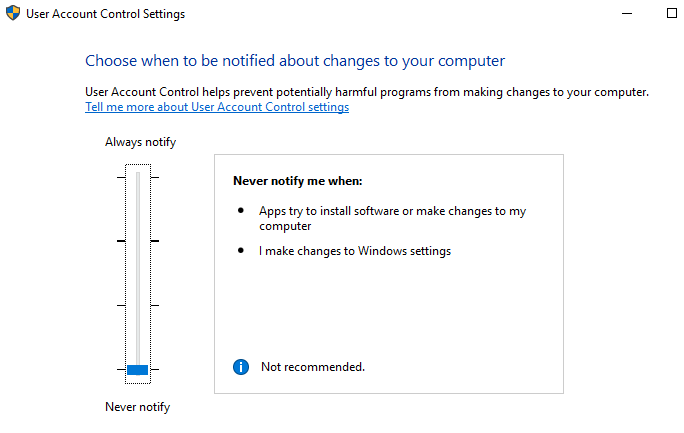 User Account Control Settings
Choose when to be notified about changes to your computer
User Account Control helps prevent potentially harmful programs from making changes to your computer.
Tell me more about User Account Control settings
Always notify
Never notify me when:
Apps try to install software or make changes to my
computer
I make changes to Windows settings
Not recommended.
Never notify